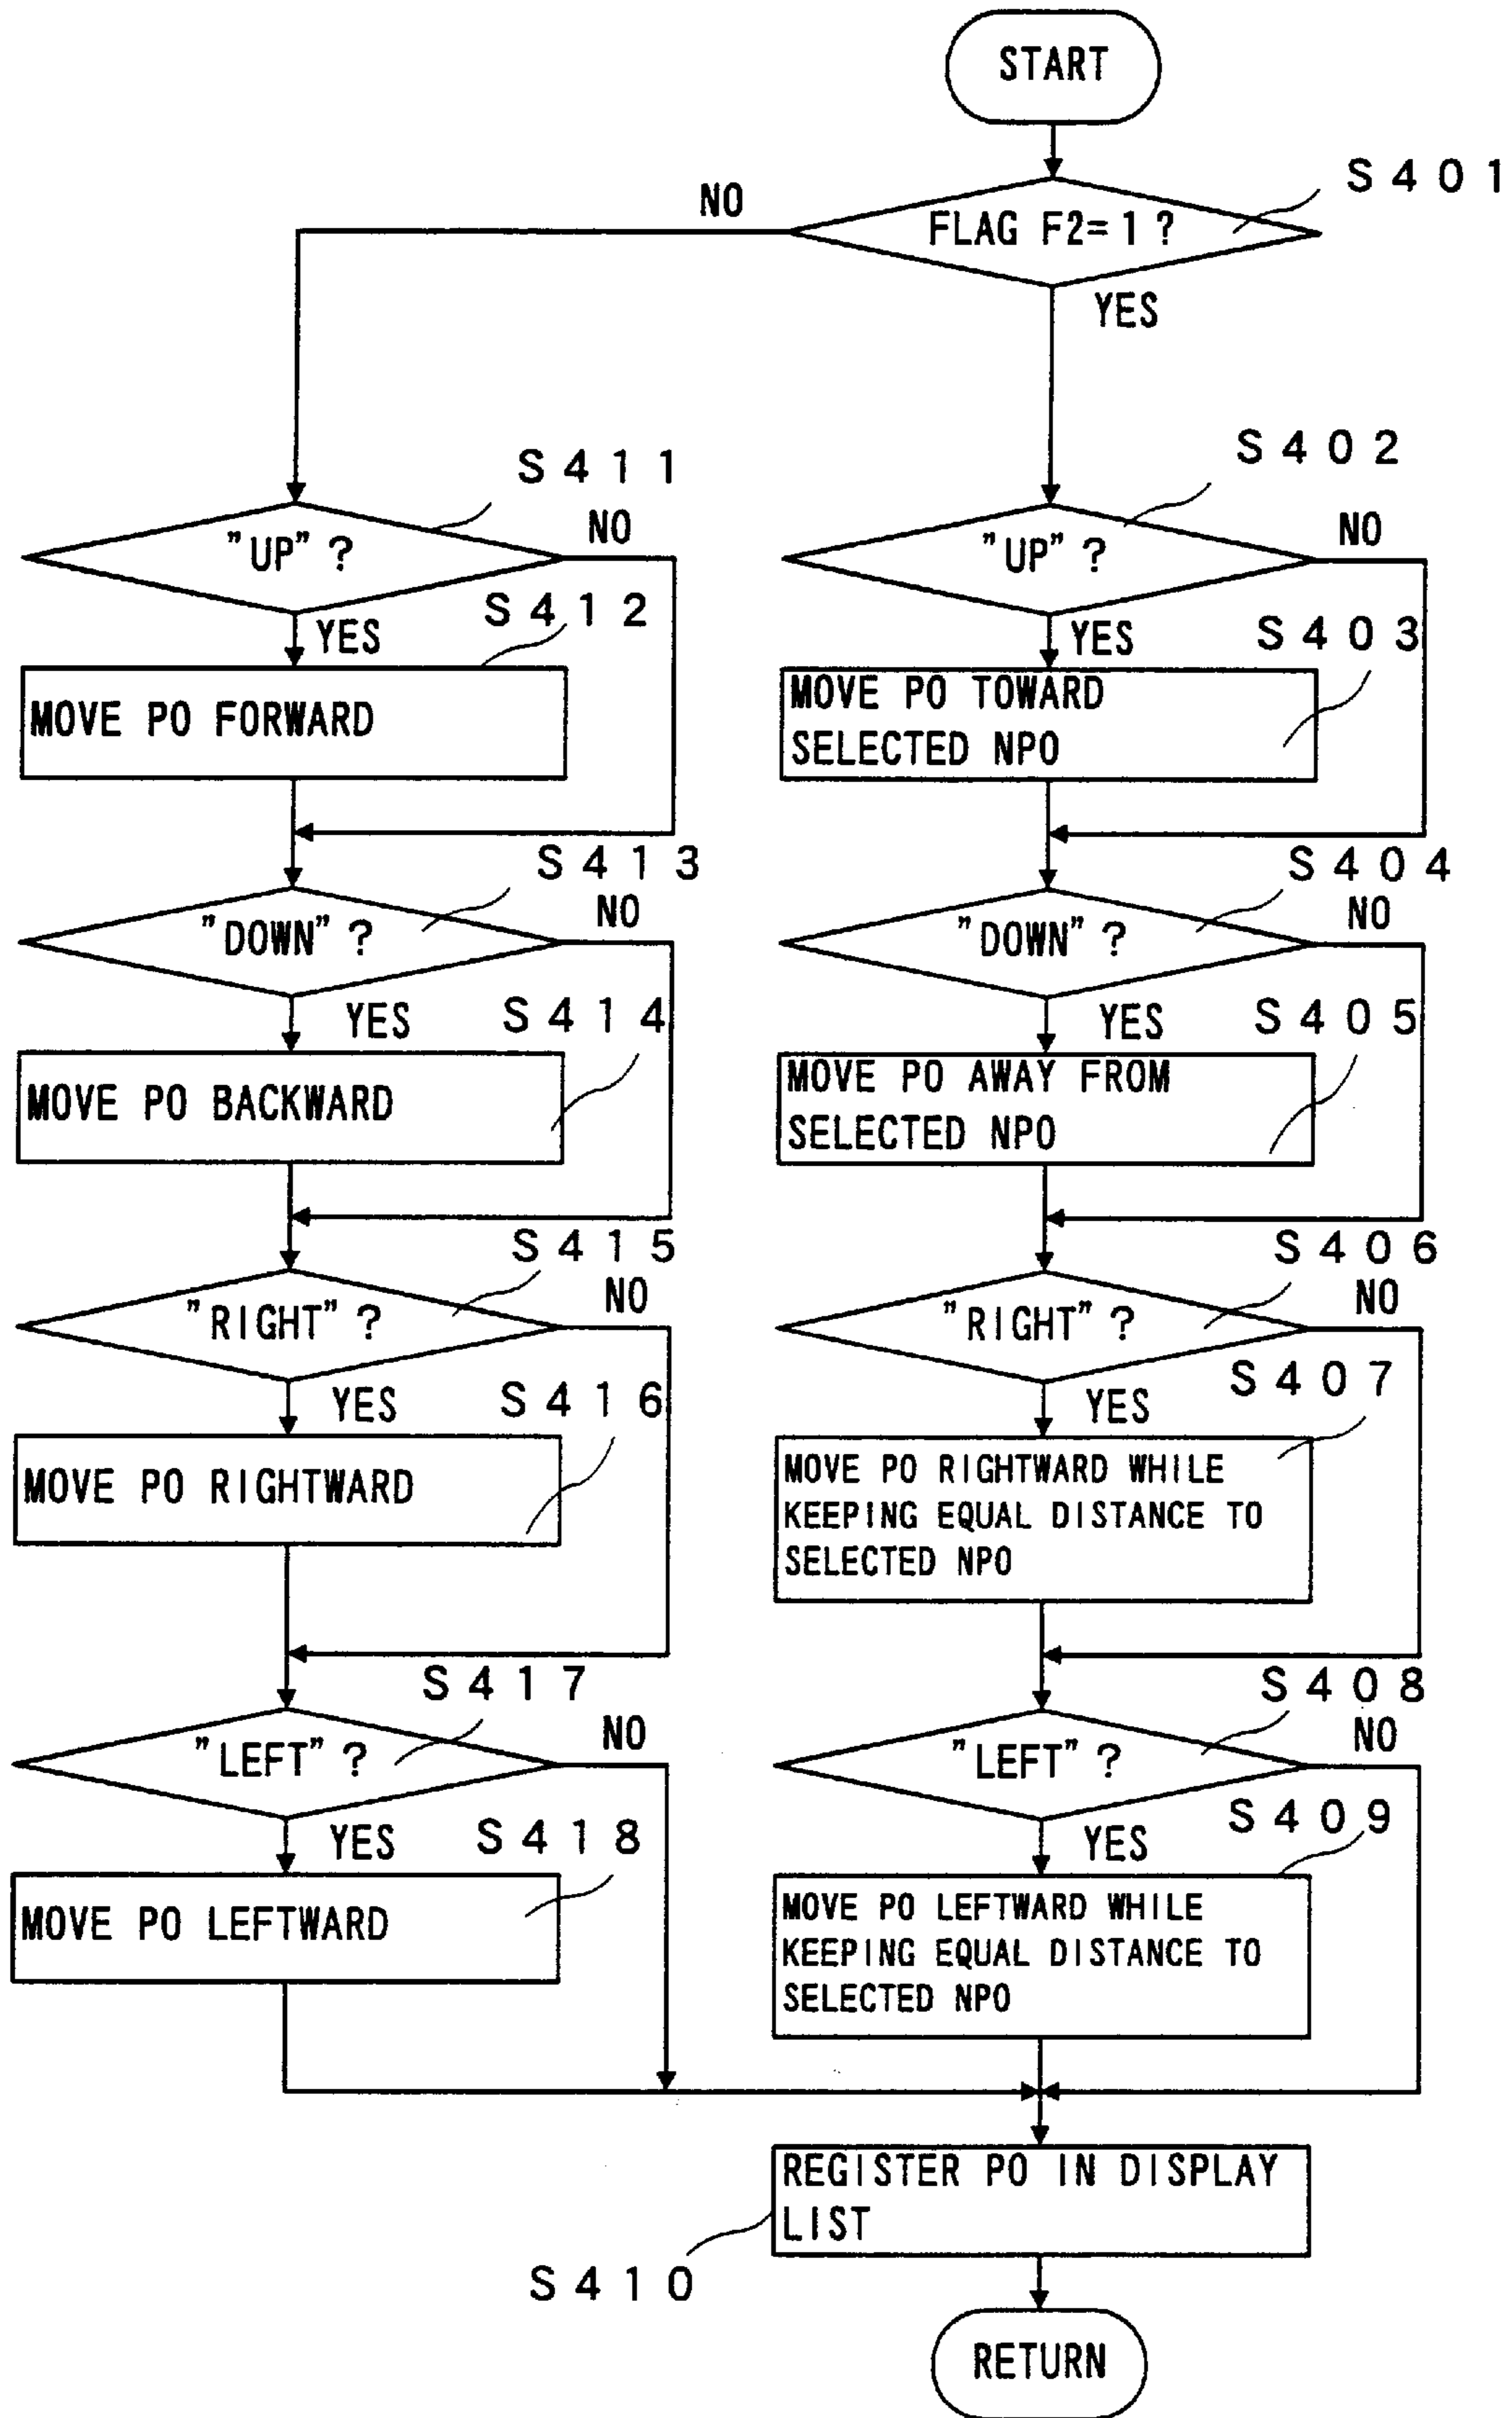 START
S401
NO
FLAG F2=1?
YES
S411
"UP"?
NO
YES
S412
MOVE PO FORWARD
S413
"DOWN"?
NO
YES
S414
MOVE PO BACKWARD
S415
"RIGHT"?
NO
YES
S416
MOVE PO RIGHTWARD
S417
"LEFT"?
NO
YES
S418
MOVE PO LEFTWARD
S402
"UP"?
NO
YES
S403
MOVE PO TOWARD
SELECTED NPO
S404
"DOWN"?
NO
YES
S405
MOVE PO AWAY FROM
SELECTED NPO
S406
"RIGHT"?
NO
YES
S407
MOVE PO RIGHTWARD WHILE
KEEPING EQUAL DISTANCE TO
SELECTED NPO
S408
"LEFT"?
NO
YES
S409
MOVE PO LEFTWARD WHILE
KEEPING EQUAL DISTANCE TO
SELECTED NPO
REGISTER PO IN DISPLAY
LIST
S410
RETURN